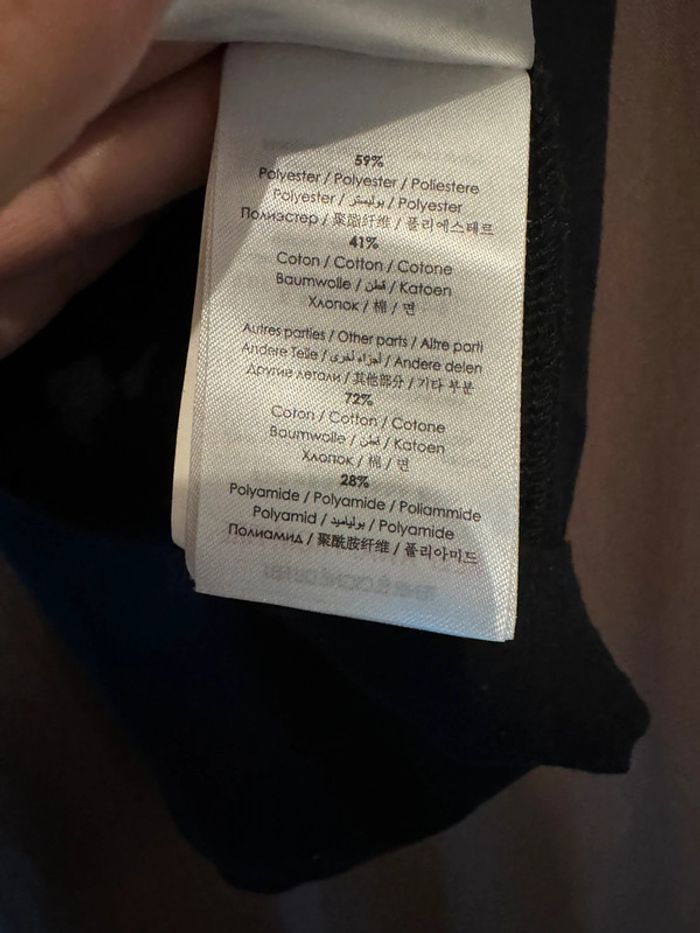 59%
Polyester / Polyester / Poliestere
Polyester / بوليستر / Polyester
Полиэстер / 聚酯纤维 / 폴리에스테르
41%
Coton / Cotton / Cotone
Baumwolle / قطن / Katoen
Хлопок / 棉 / 면
Autres parties / Other parts / Altre parti
Andere Teile / أجزاء أخرى / Andere delen
Другие детали / 其他部分 / 기타 부분
72%
Coton / Cotton / Cotone
Baumwolle / قطن / Katoen
Хлопок / 棉 / 면
28%
Polyamide / Polyamide / Poliammide
Polyamid / بولياميد / Polyamide
Полиамид / 聚酰胺纤维 / 폴리아미드